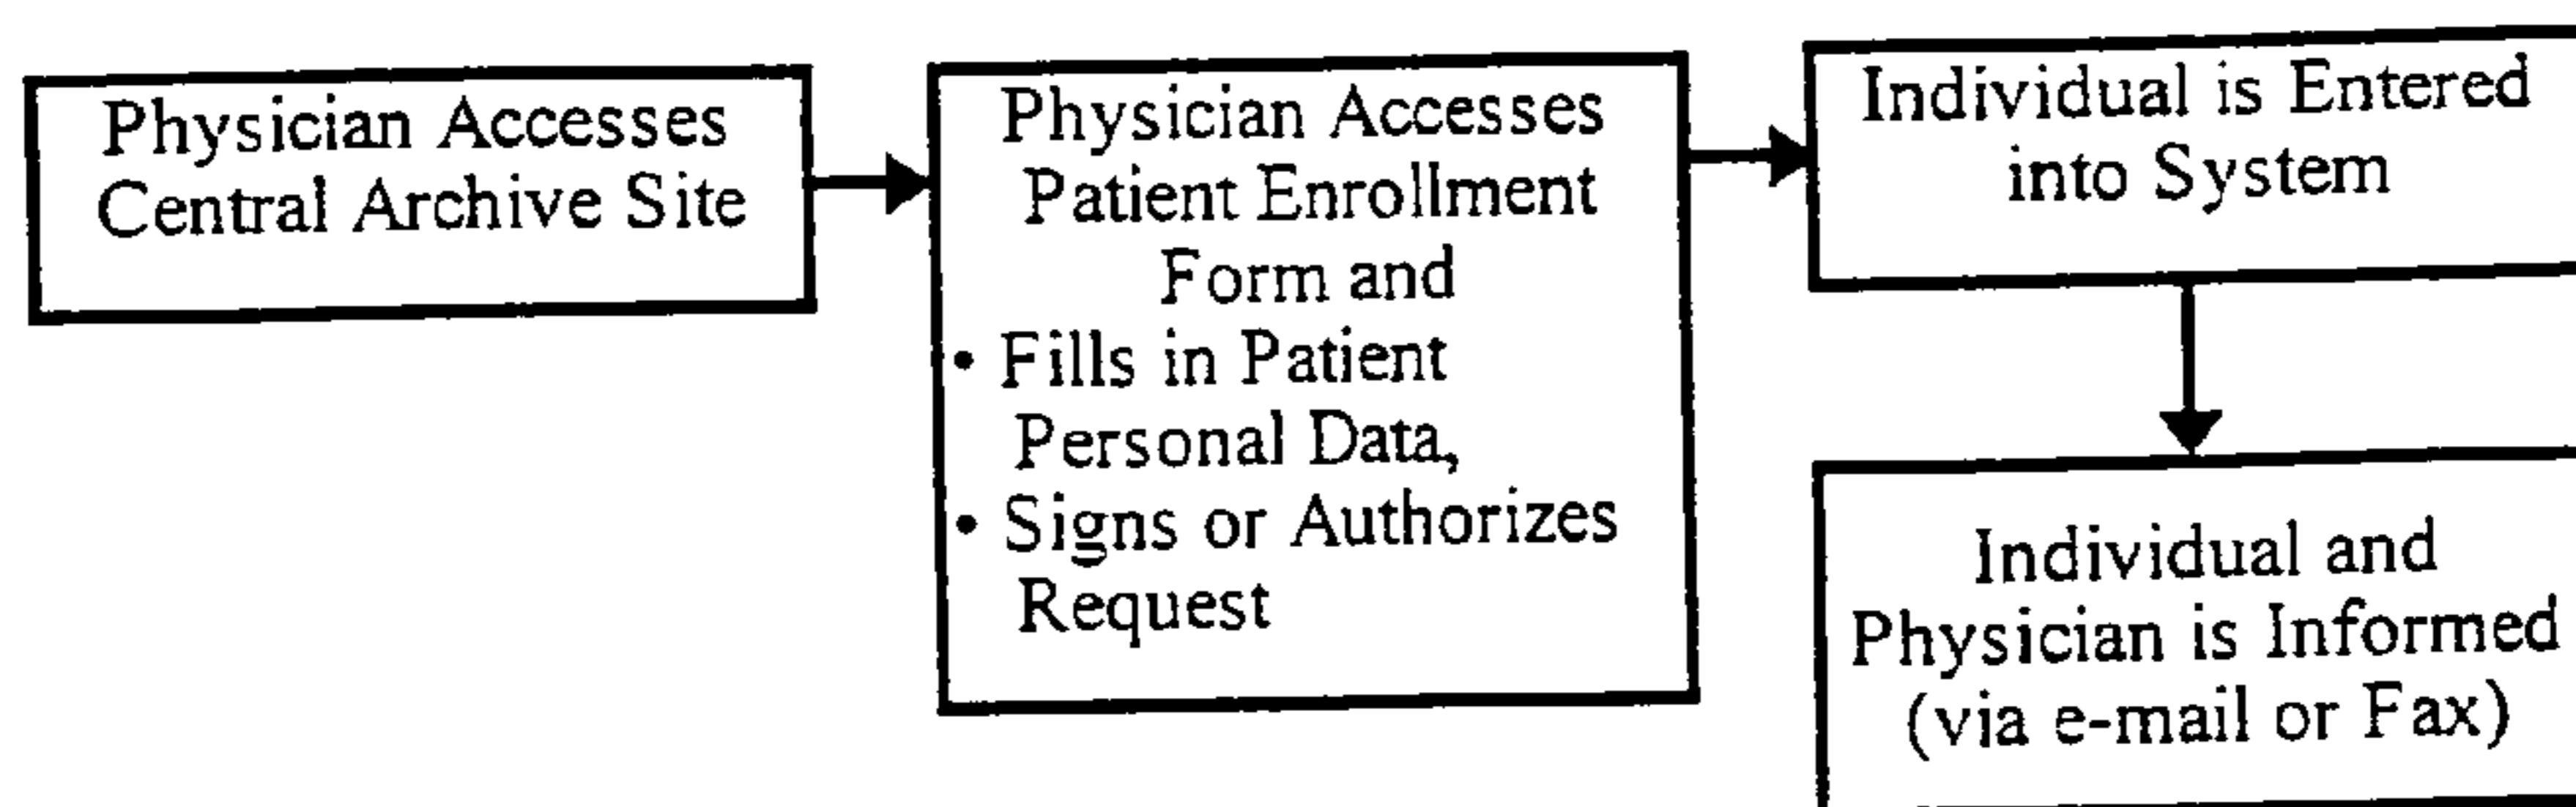 Physician Accesses
Central Archive Site
Physician Accesses
Patient Enrollment
Form and
• Fills in Patient
Personal Data,
• Signs or Authorizes
Request
Individual is Entered
into System
Individual and
Physician is Informed
(via e-mail or Fax)